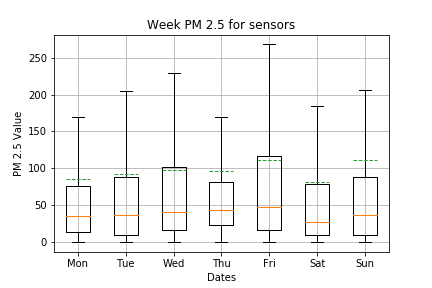 Week PM 2.5 for sensors
PM 2.5 Value
250
200
150
100
50
0
Mon Tue Wed Thu Fri Sat Sun
Dates